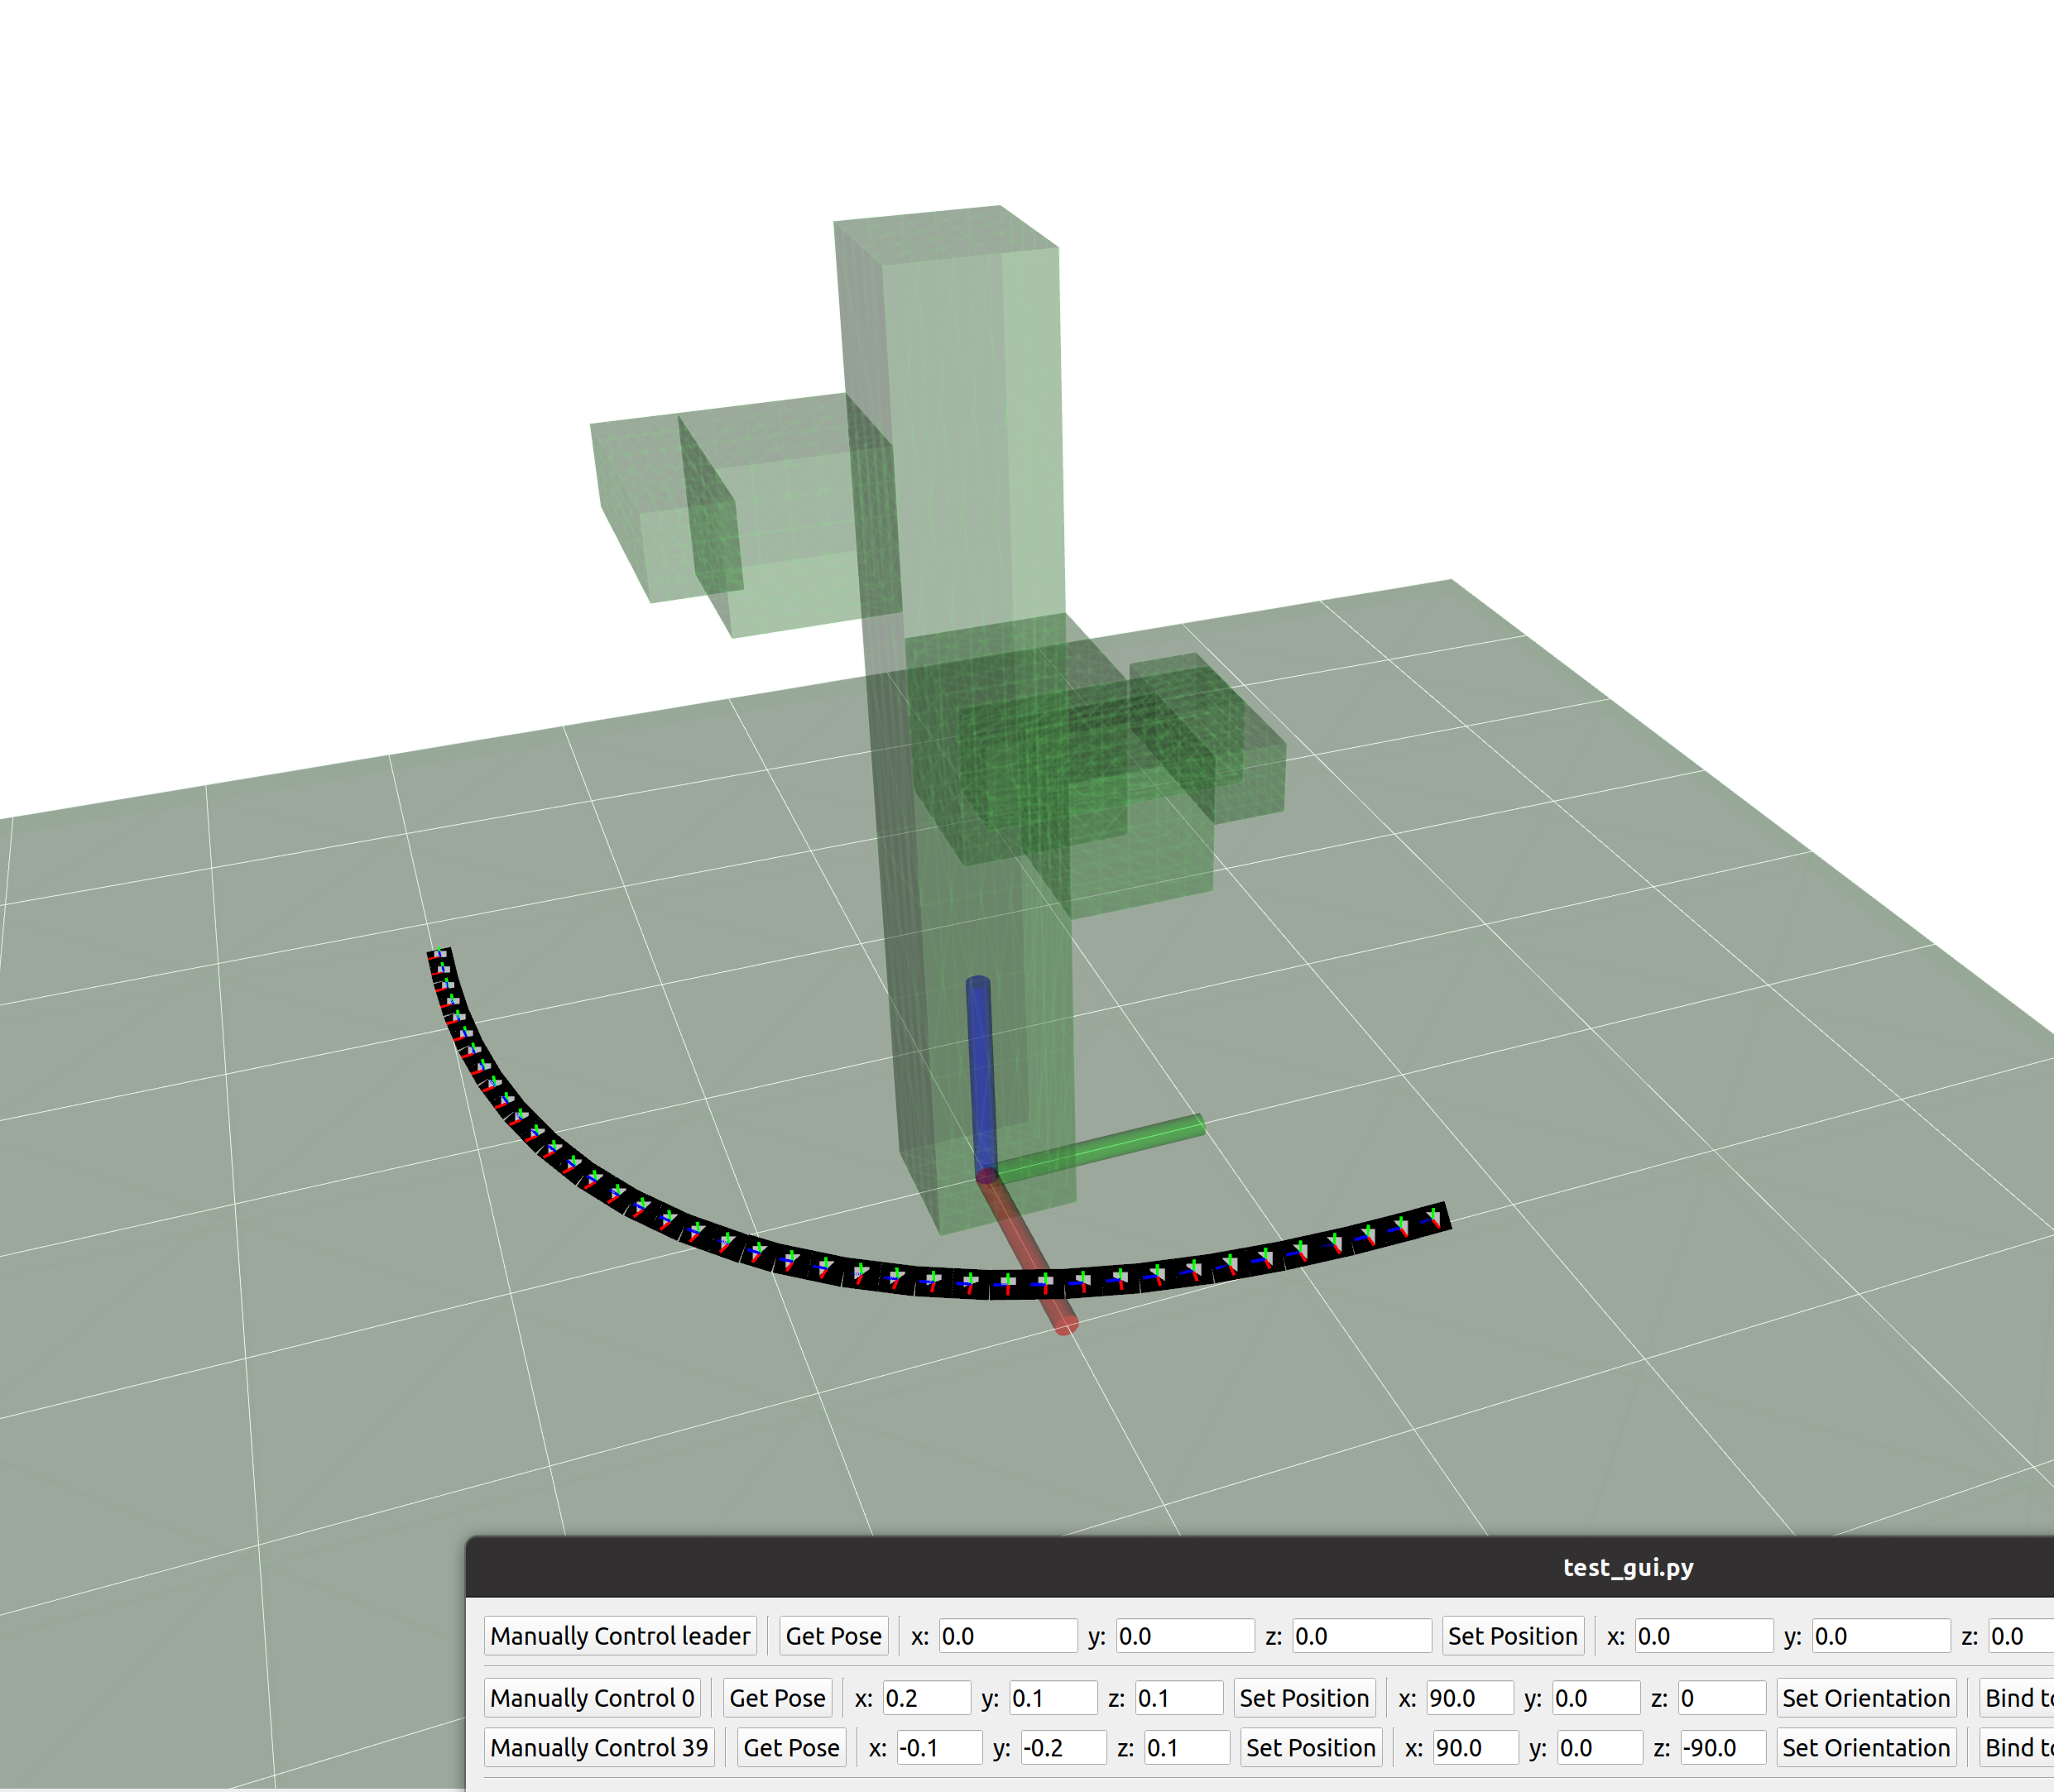 test_gui.py
Manually Control leader Get Pose x: 0.0 y: 0.0 z: 0.0 Set Position x: 0.0 y: 0.0 z: 0.0
Manually Control 0 Get Pose x: 0.2 y: 0.1 z: 0.1 Set Position x: 90.0 y: 0.0 z: 0 Set Orientation Bind
Manually Control 39 Get Pose x: -0.1 y: -0.2 z: 0.1 Set Position x: 90.0 y: 0.0 z: -90.0 Set Orientation Bind